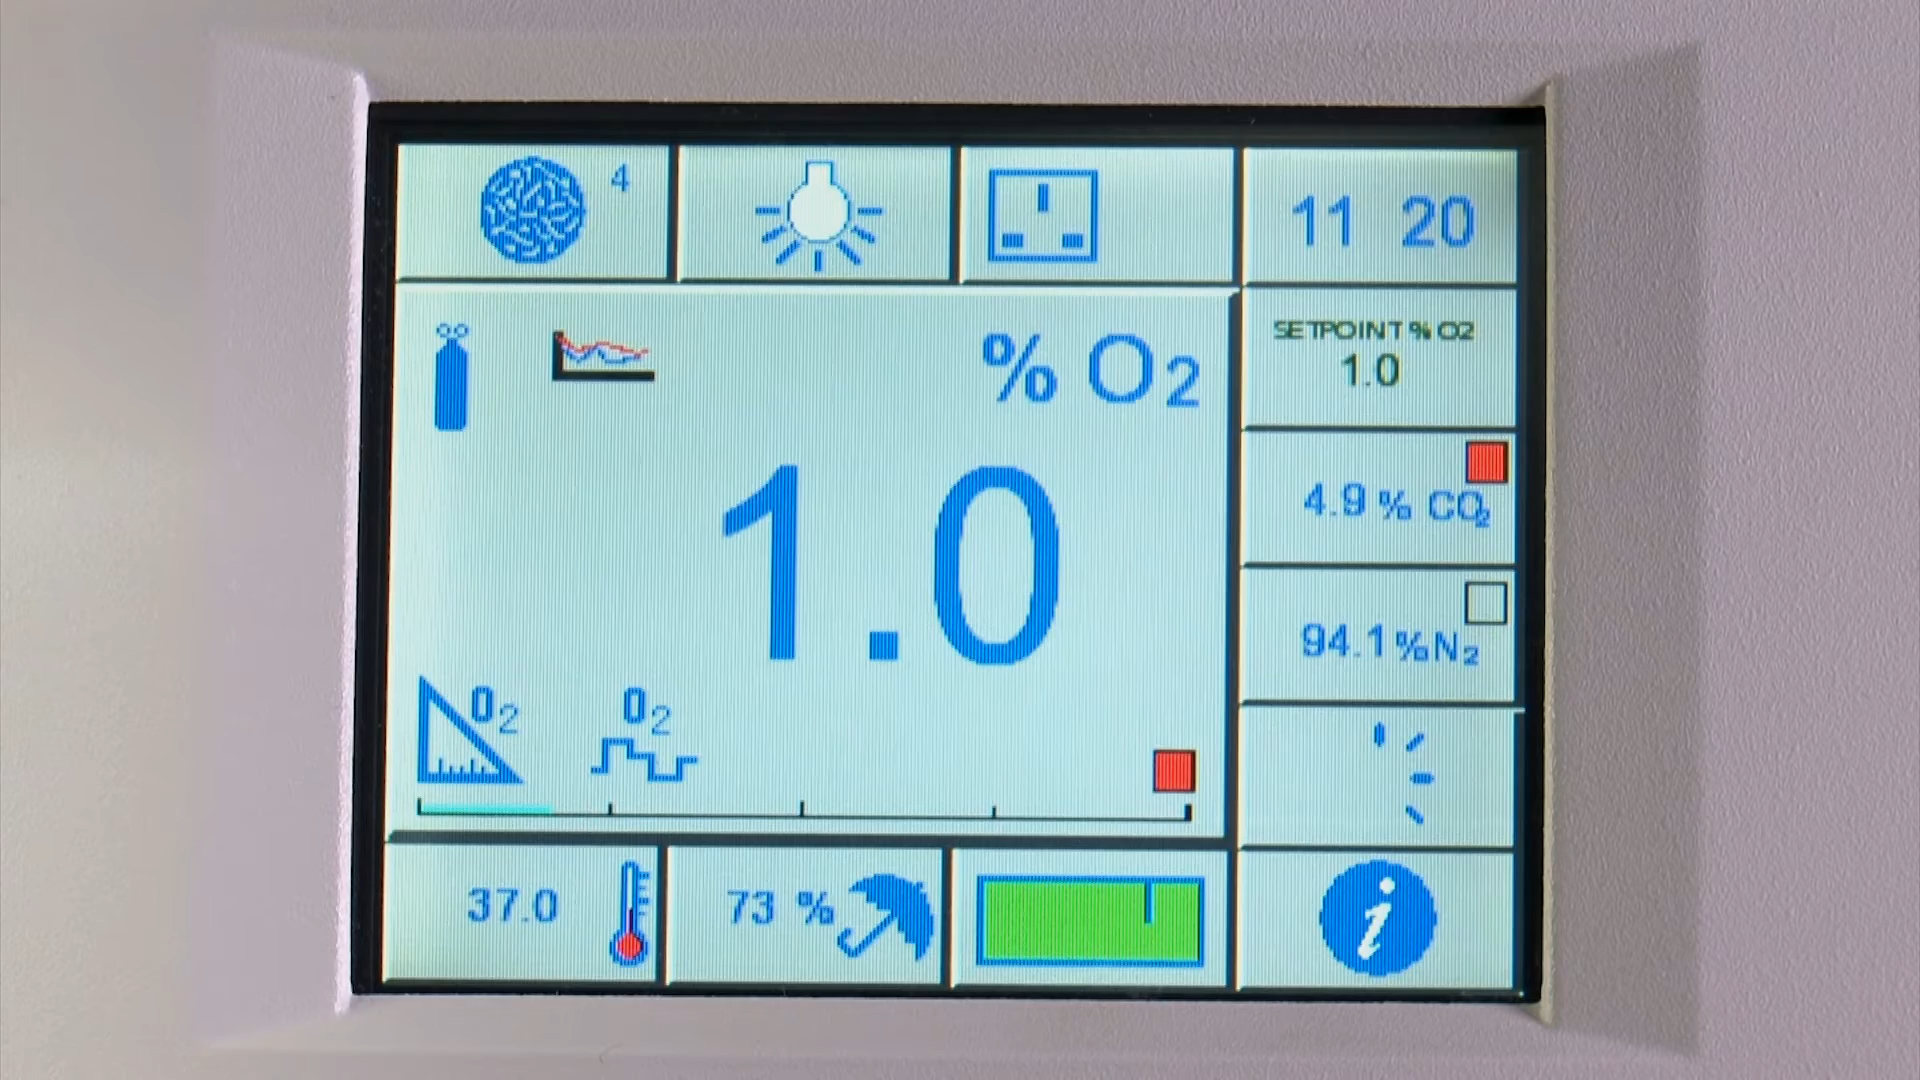 4
11 20
% O2
SETPOINT % O2
1.0
1.0
4.9 % CO2
94.1 % N2
O2
O2
37.0
73 %
i